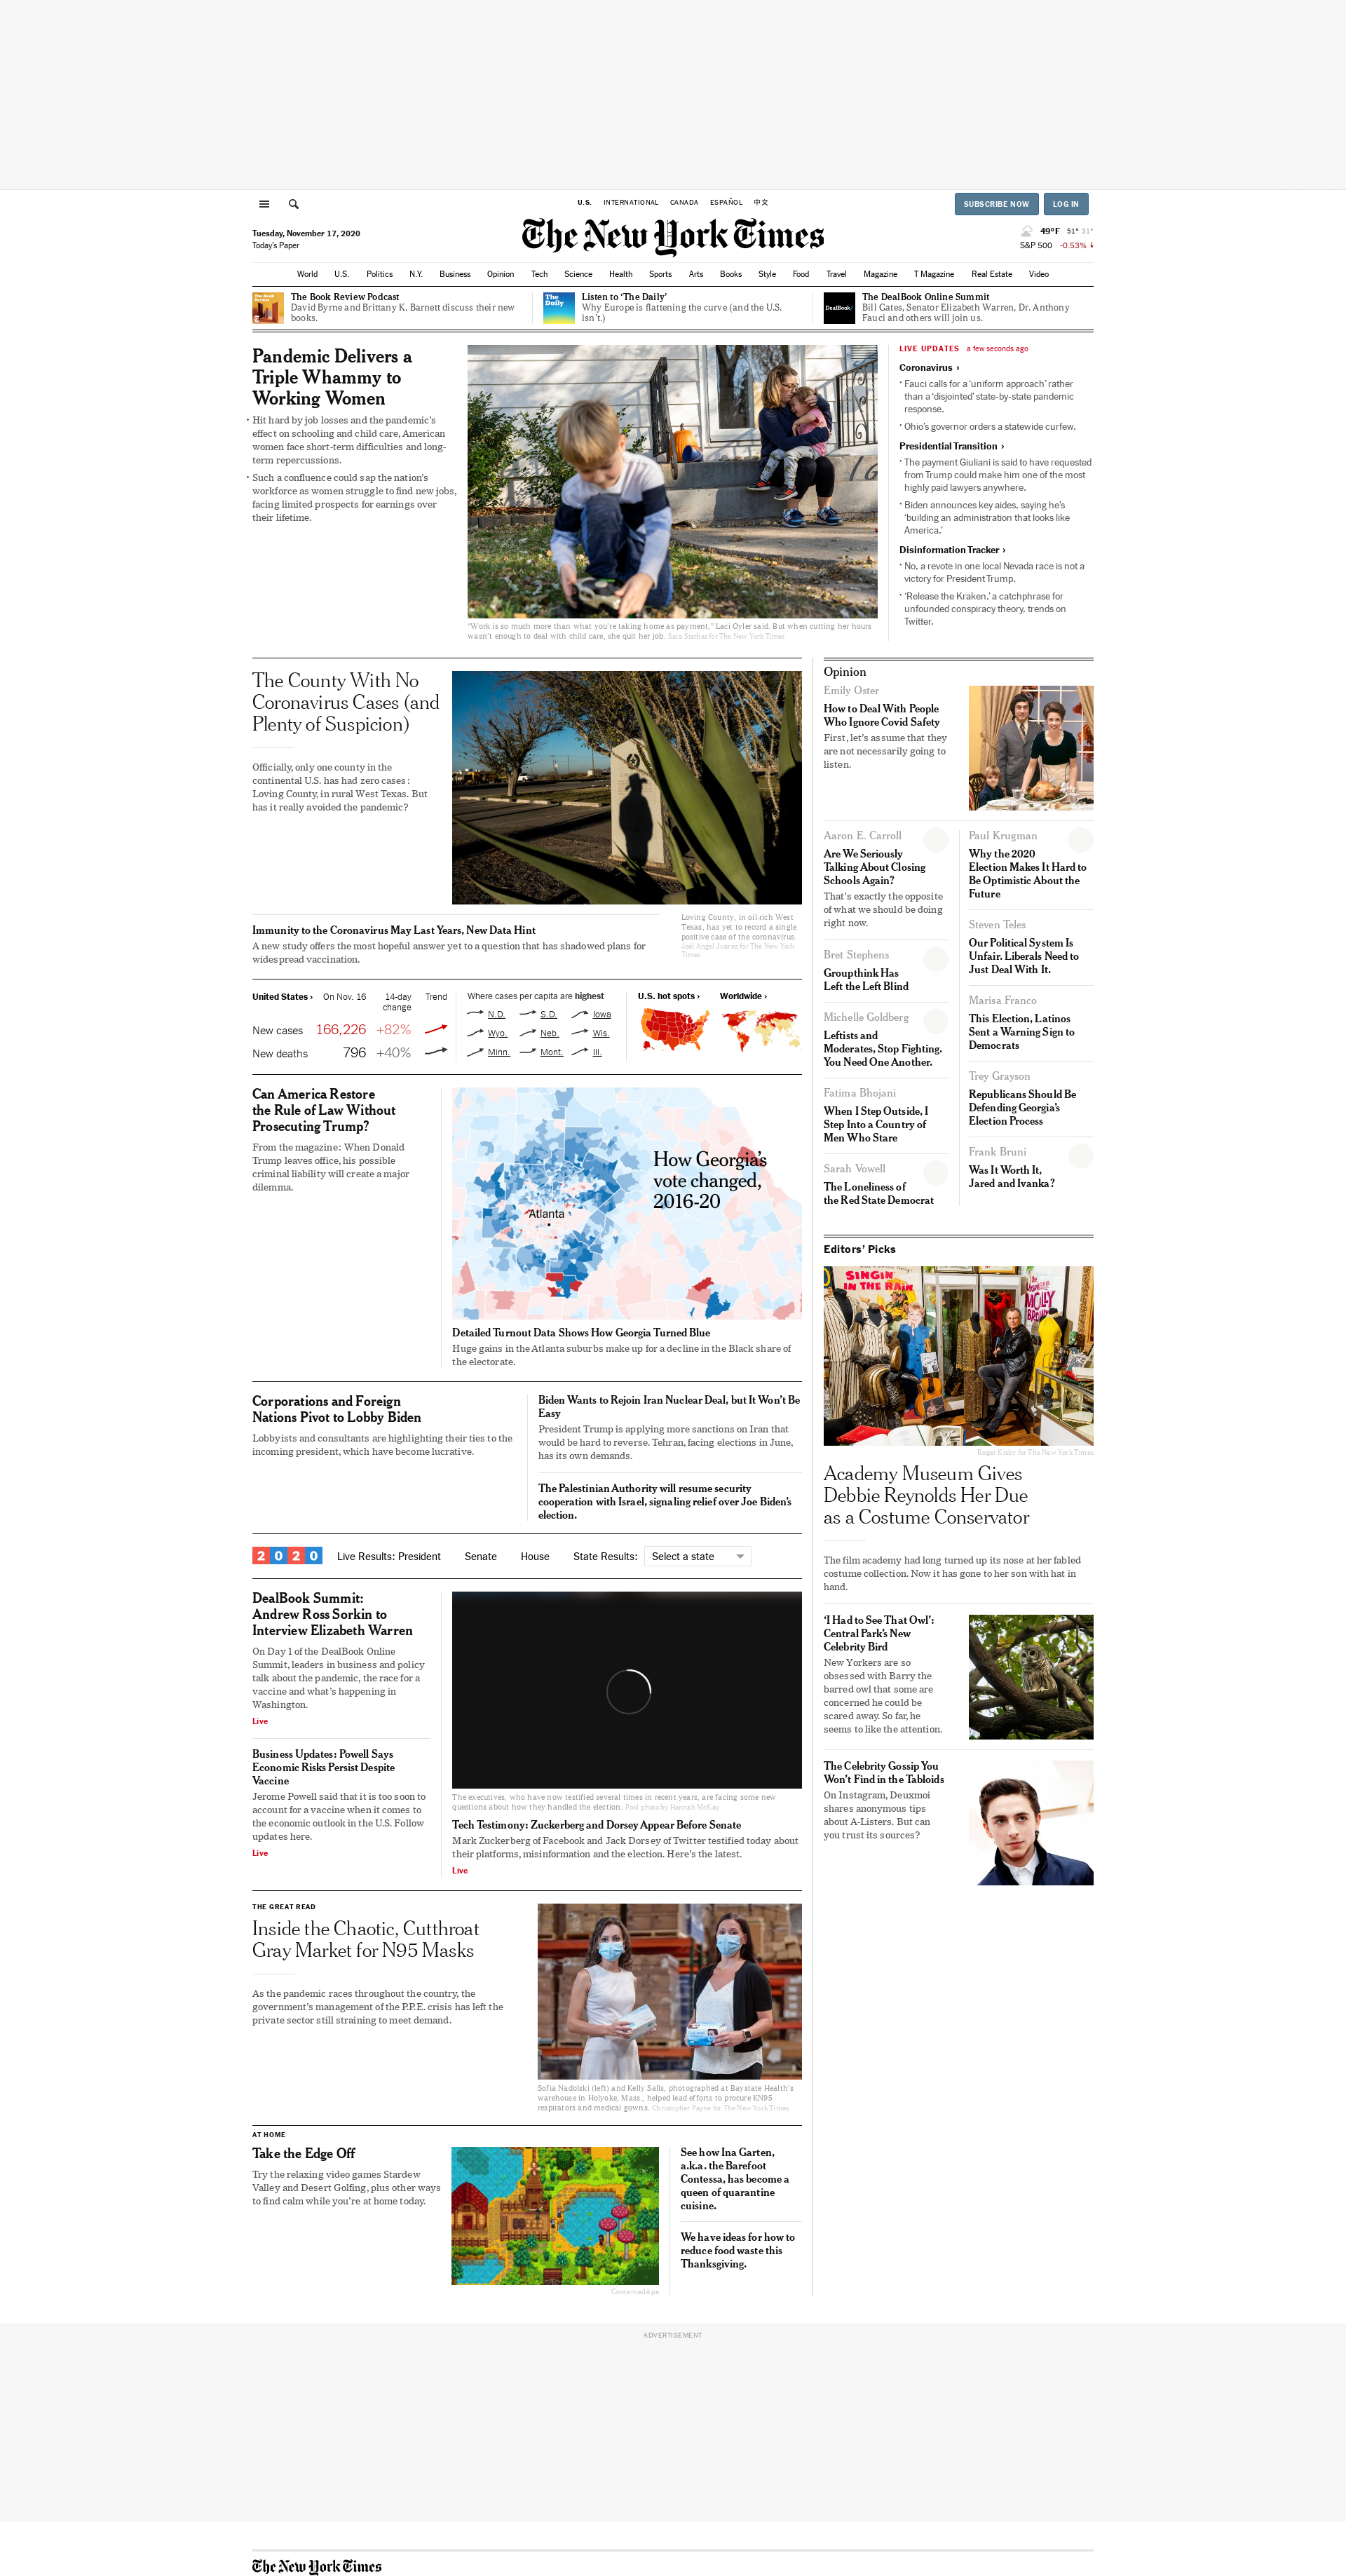 U.S. INTERNATIONAL CANADA ESPAÑOL 中文
SUBSCRIBE NOW
LOG IN
Tuesday, November 17, 2020
Today's Paper
The New York Times
49°F 51° 31°
S&P 500 -0.53%
World U.S. Politics N.Y. Business Opinion Tech Science Health Sports Arts Books Style Food Travel Magazine T Magazine Real Estate Video
The Book Review Podcast
David Byrne and Brittany K. Barnett discuss their new
books.
The Daily
Listen to ‘The Daily’
Why Europe is flattening the curve (and the U.S.
isn’t.)
DealBook/
The DealBook Online Summit
Bill Gates, Senator Elizabeth Warren, Dr. Anthony
Fauci and others will join us.
Pandemic Delivers a
Triple Whammy to
Working Women
• Hit hard by job losses and the pandemic’s
effect on schooling and child care, American
women face short-term difficulties and long-
term repercussions.
• Such a confluence could sap the nation’s
workforce as women struggle to find new jobs,
facing limited prospects for earnings over
their lifetime.
“Work is so much more than what you’re taking home as payment,” Laci Oyler said. But when cutting her hours
wasn’t enough to deal with child care, she quit her job. Sara Stathas for The New York Times
LIVE UPDATES a few seconds ago
Coronavirus ›
• Fauci calls for a ‘uniform approach’ rather
than a ‘disjointed’ state-by-state pandemic
response.
• Ohio’s governor orders a statewide curfew.
Presidential Transition ›
• The payment Giuliani is said to have requested
from Trump could make him one of the most
highly paid lawyers anywhere.
• Biden announces key aides, saying he’s
‘building an administration that looks like
America.’
Disinformation Tracker ›
• No, a revote in one local Nevada race is not a
victory for President Trump.
• ‘Release the Kraken,’ a catchphrase for
unfounded conspiracy theory, trends on
Twitter.
The County With No
Coronavirus Cases (and
Plenty of Suspicion)
Officially, only one county in the
continental U.S. has had zero cases:
Loving County, in rural West Texas. But
has it really avoided the pandemic?
Loving County, in oil-rich West
Texas, has yet to record a single
positive case of the coronavirus.
Joel Angel Juarez for The New York
Times
Immunity to the Coronavirus May Last Years, New Data Hint
A new study offers the most hopeful answer yet to a question that has shadowed plans for
widespread vaccination.
United States › On Nov. 16 14-day change Trend
New cases 166,226 +82%
New deaths 796 +40%
Where cases per capita are highest
N.D. S.D. Iowa
Wyo. Neb. Wis.
Minn. Mont. Ill.
U.S. hot spots › Worldwide ›
Can America Restore
the Rule of Law Without
Prosecuting Trump?
From the magazine: When Donald
Trump leaves office, his possible
criminal liability will create a major
dilemma.
How Georgia’s
vote changed,
2016-20
Atlanta
Detailed Turnout Data Shows How Georgia Turned Blue
Huge gains in the Atlanta suburbs make up for a decline in the Black share of
the electorate.
Corporations and Foreign
Nations Pivot to Lobby Biden
Lobbyists and consultants are highlighting their ties to the
incoming president, which have become lucrative.
Biden Wants to Rejoin Iran Nuclear Deal, but It Won’t Be
Easy
President Trump is applying more sanctions on Iran that
would be hard to reverse. Tehran, facing elections in June,
has its own demands.
The Palestinian Authority will resume security
cooperation with Israel, signaling relief over Joe Biden’s
election.
2020 Live Results: President Senate House State Results: Select a state
DealBook Summit:
Andrew Ross Sorkin to
Interview Elizabeth Warren
On Day 1 of the DealBook Online
Summit, leaders in business and policy
talk about the pandemic, the race for a
vaccine and what’s happening in
Washington.
Live
Business Updates: Powell Says
Economic Risks Persist Despite
Vaccine
Jerome Powell said that it is too soon to
account for a vaccine when it comes to
the economic outlook in the U.S. Follow
updates here.
Live
The executives, who have now testified several times in recent years, are facing some new
questions about how they handled the election. Pool photo by Hannah McKay
Tech Testimony: Zuckerberg and Dorsey Appear Before Senate
Mark Zuckerberg of Facebook and Jack Dorsey of Twitter testified today about
their platforms, misinformation and the election. Here’s the latest.
Live
THE GREAT READ
Inside the Chaotic, Cutthroat
Gray Market for N95 Masks
As the pandemic races throughout the country, the
government’s management of the P.P.E. crisis has left the
private sector still straining to meet demand.
Sofia Nadolski (left) and Kelly Salls, photographed at Baystate Health’s
warehouse in Holyoke, Mass., helped lead efforts to procure KN95
respirators and medical gowns. Christopher Payne for The New York Times
AT HOME
Take the Edge Off
Try the relaxing video games Stardew
Valley and Desert Golfing, plus other ways
to find calm while you’re at home today.
ConcernedApe
See how Ina Garten,
a.k.a. the Barefoot
Contessa, has become a
queen of quarantine
cuisine.
We have ideas for how to
reduce food waste this
Thanksgiving.
Opinion
Emily Oster
How to Deal With People
Who Ignore Covid Safety
First, let’s assume that they
are not necessarily going to
listen.
Aaron E. Carroll
Are We Seriously
Talking About Closing
Schools Again?
That’s exactly the opposite
of what we should be doing
right now.
Bret Stephens
Groupthink Has
Left the Left Blind
Michelle Goldberg
Leftists and
Moderates, Stop Fighting.
You Need One Another.
Fatima Bhojani
When I Step Outside, I
Step Into a Country of
Men Who Stare
Sarah Vowell
The Loneliness of
the Red State Democrat
Paul Krugman
Why the 2020
Election Makes It Hard to
Be Optimistic About the
Future
Steven Teles
Our Political System Is
Unfair. Liberals Need to
Just Deal With It.
Marisa Franco
This Election, Latinos
Sent a Warning Sign to
Democrats
Trey Grayson
Republicans Should Be
Defending Georgia’s
Election Process
Frank Bruni
Was It Worth It,
Jared and Ivanka?
Editors’ Picks
SINGIN’
IN THE RAIN
MOLLY
BROWN
Roger Kisby for The New York Times
Academy Museum Gives
Debbie Reynolds Her Due
as a Costume Conservator
The film academy had long turned up its nose at her fabled
costume collection. Now it has gone to her son with hat in
hand.
‘I Had to See That Owl’:
Central Park’s New
Celebrity Bird
New Yorkers are so
obsessed with Barry the
barred owl that some are
concerned he could be
scared away. So far, he
seems to like the attention.
The Celebrity Gossip You
Won’t Find in the Tabloids
On Instagram, Deuxmoi
shares anonymous tips
about A-Listers. But can
you trust its sources?
ADVERTISEMENT
The New York Times